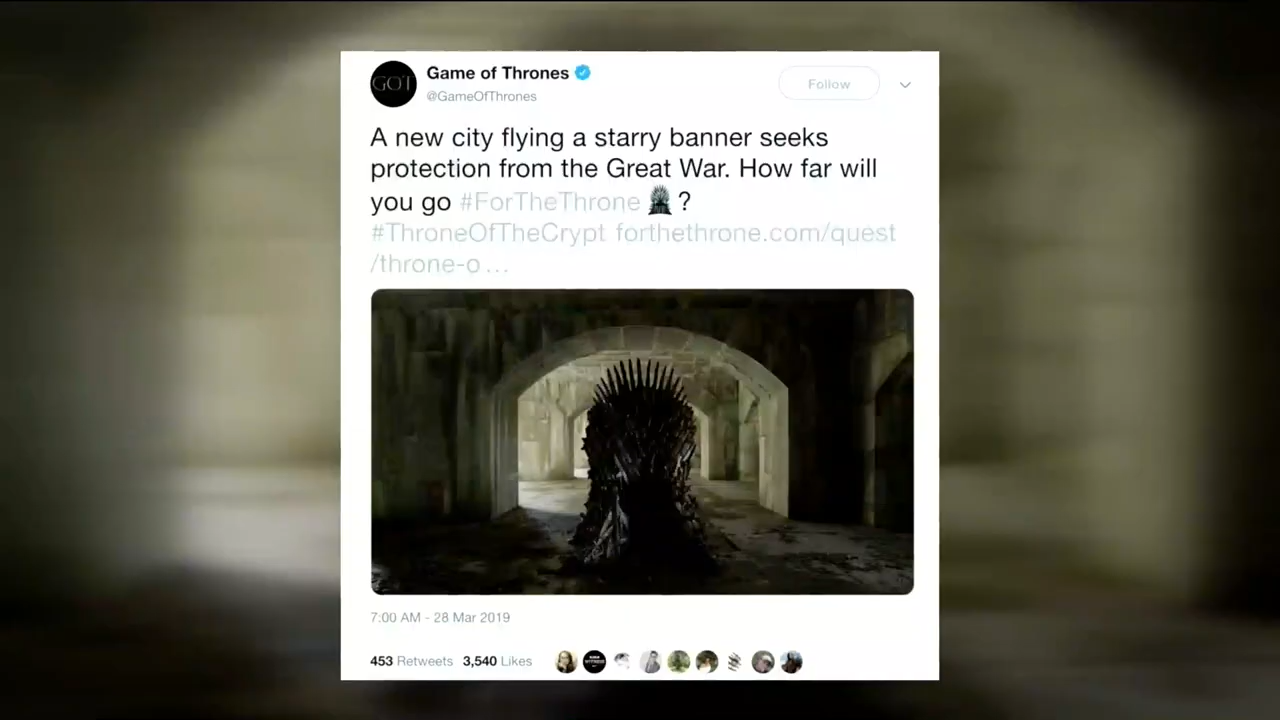 GOT
Game of Thrones
@GameOfThrones
Follow
A new city flying a starry banner seeks
protection from the Great War. How far will
you go #ForTheThrone ?
#ThroneOfTheCrypt forthethrone.com/quest
/throne-o…
7:00 AM - 28 Mar 2019
453 Retweets 3,540 Likes